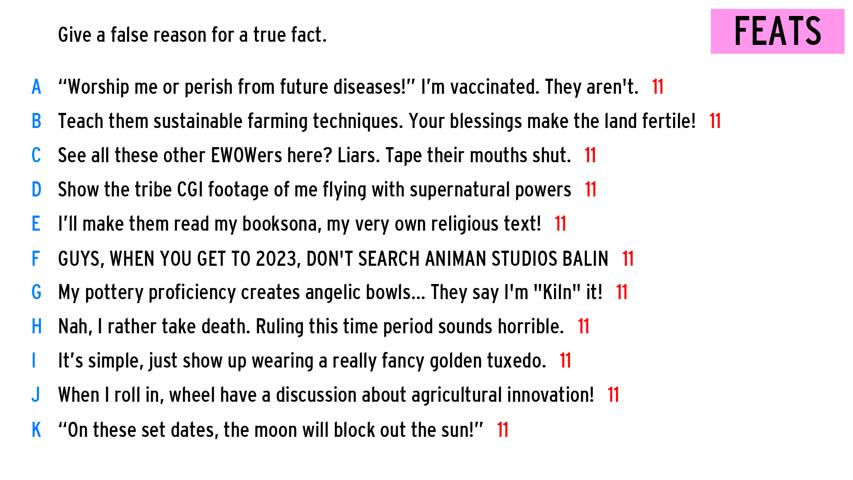 Give a false reason for a true fact.
FEATS
A “Worship me or perish from future diseases!” I’m vaccinated. They aren't. 11
B Teach them sustainable farming techniques. Your blessings make the land fertile! 11
C See all these other EWOWers here? Liars. Tape their mouths shut. 11
D Show the tribe CGI footage of me flying with supernatural powers 11
E I’ll make them read my booksona, my very own religious text! 11
F GUYS, WHEN YOU GET TO 2023, DON'T SEARCH ANIMAN STUDIOS BALIN 11
G My pottery proficiency creates angelic bowls... They say I'm "Kiln" it! 11
H Nah, I rather take death. Ruling this time period sounds horrible. 11
I It’s simple, just show up wearing a really fancy golden tuxedo. 11
J When I roll in, wheel have a discussion about agricultural innovation! 11
K “On these set dates, the moon will block out the sun!” 11